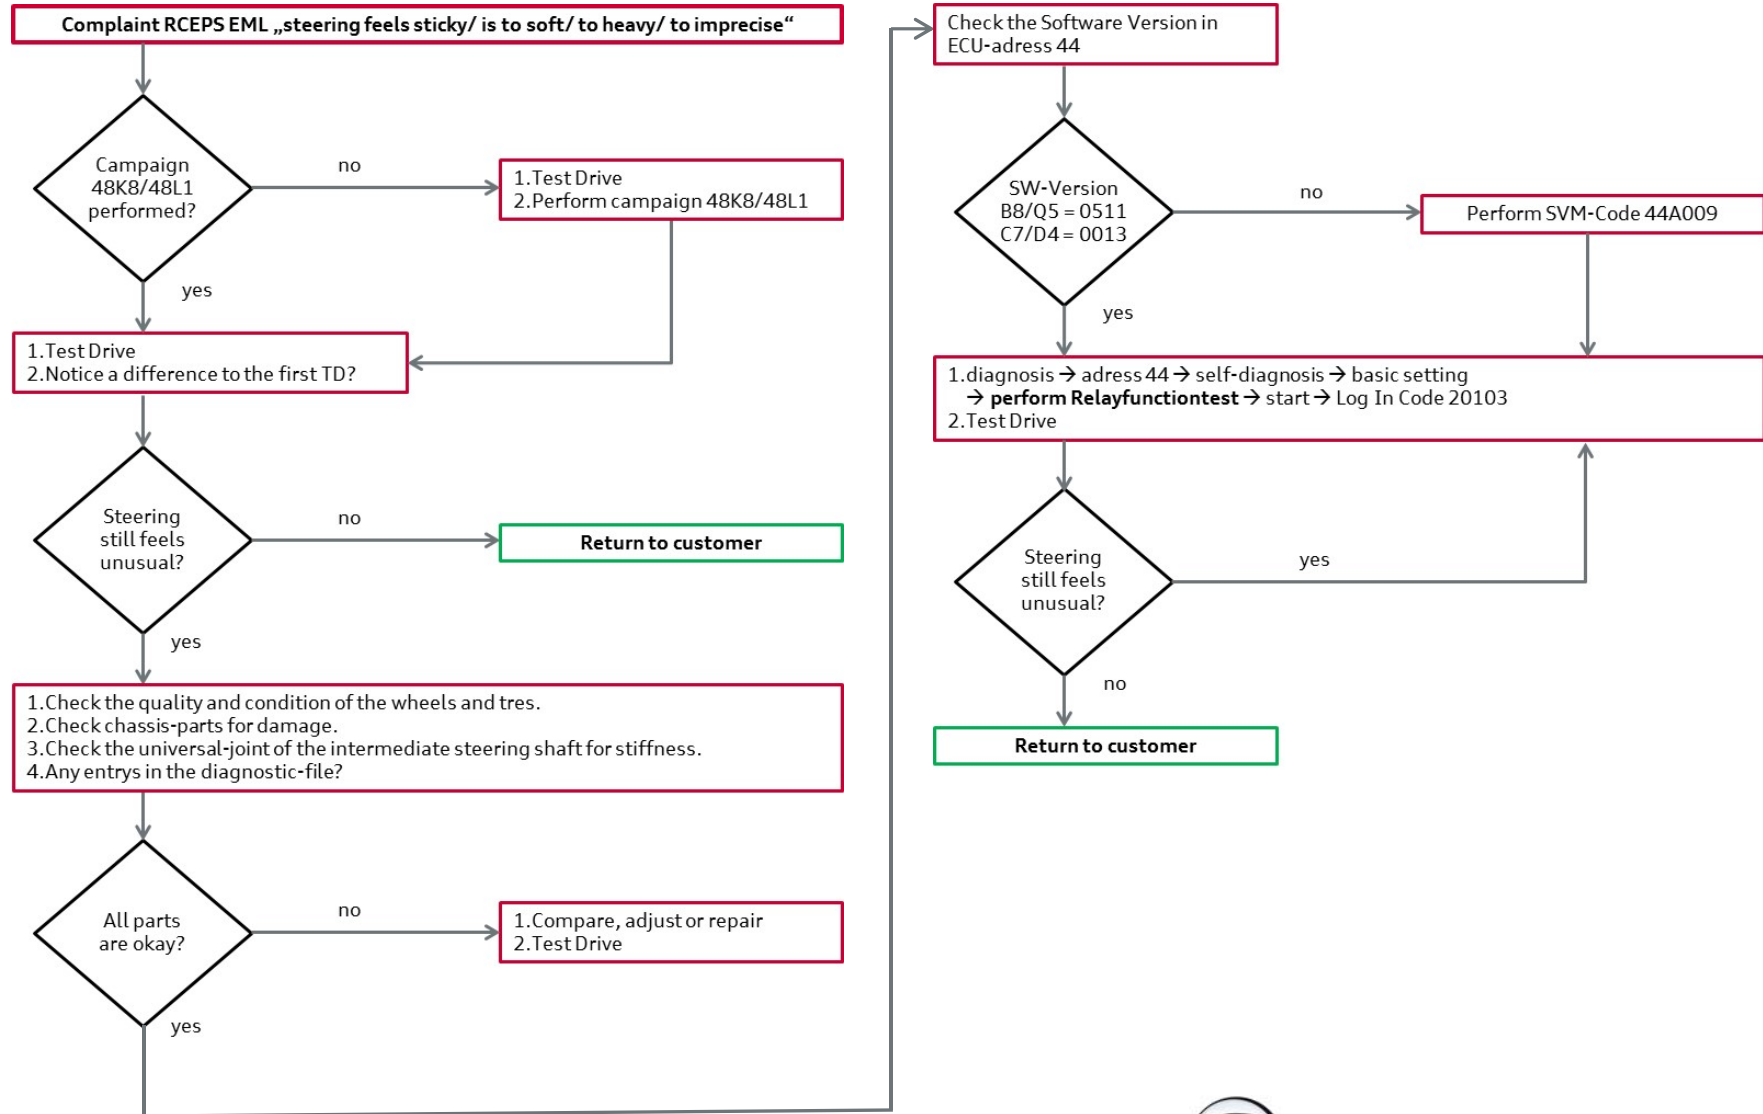 Complaint RCEPS EML „steering feels sticky/ is to soft/ to heavy/ to imprecise“
Campaign
48K8/48L1
performed?
no
1.Test Drive
2.Perform campaign 48K8/48L1
yes
1.Test Drive
2.Notice a difference to the first TD?
Steering
still feels
unusual?
no
Return to customer
yes
1.Check the quality and condition of the wheels and tres.
2.Check chassis-parts for damage.
3.Check the universal-joint of the intermediate steering shaft for stiffness.
4.Any entrys in the diagnostic-file?
All parts
are okay?
no
1.Compare, adjust or repair
2.Test Drive
yes
Check the Software Version in
ECU-adress 44
SW-Version
B8/Q5 = 0511
C7/D4 = 0013
no
Perform SVM-Code 44A009
yes
1.diagnosis → adress 44 → self-diagnosis → basic setting
→ perform Relayfunctiontest → start → Log In Code 20103
2.Test Drive
Steering
still feels
unusual?
yes
no
Return to customer